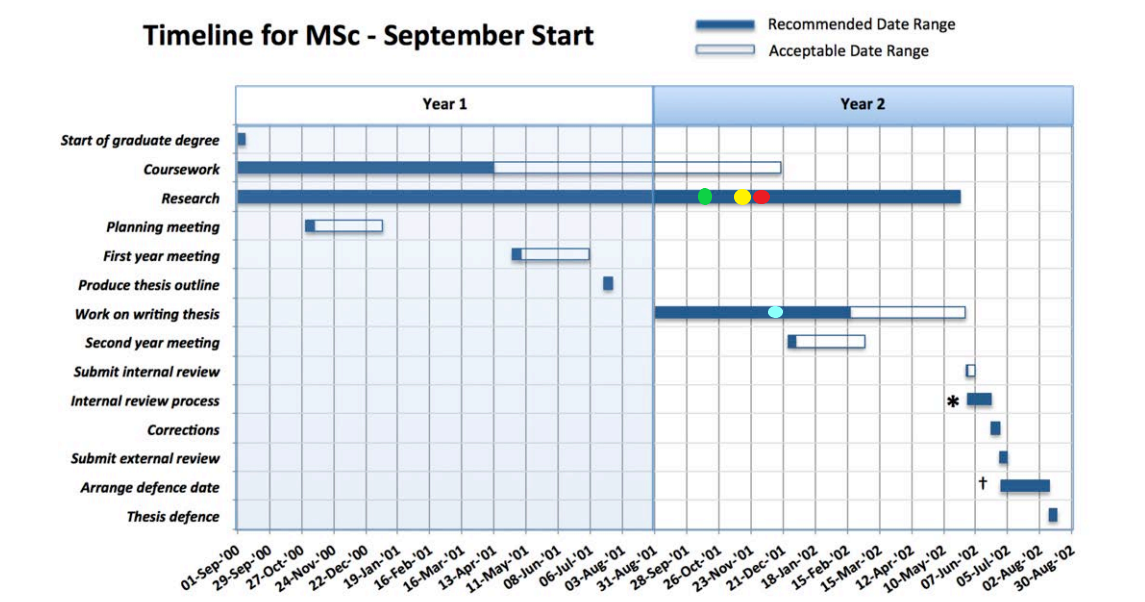 Timeline for MSc - September Start
Recommended Date Range
Acceptable Date Range
Year 1
Year 2
Start of graduate degree
Coursework
Research
Planning meeting
First year meeting
Produce thesis outline
Work on writing thesis
Second year meeting
Submit internal review
Internal review process *
Corrections
Submit external review
Arrange defence date †
Thesis defence
01-Sep-'00
29-Sep-'00
27-Oct-'00
24-Nov-'00
22-Dec-'00
19-Jan-'01
16-Feb-'01
16-Mar-'01
13-Apr-'01
11-May-'01
08-Jun-'01
06-Jul-'01
03-Aug-'01
31-Aug-'01
28-Sep-'01
26-Oct-'01
23-Nov-'01
21-Dec-'01
18-Jan-'02
15-Feb-'02
15-Mar-'02
12-Apr-'02
10-May-'02
07-Jun-'02
05-Jul-'02
02-Aug-'02
30-Aug-'02